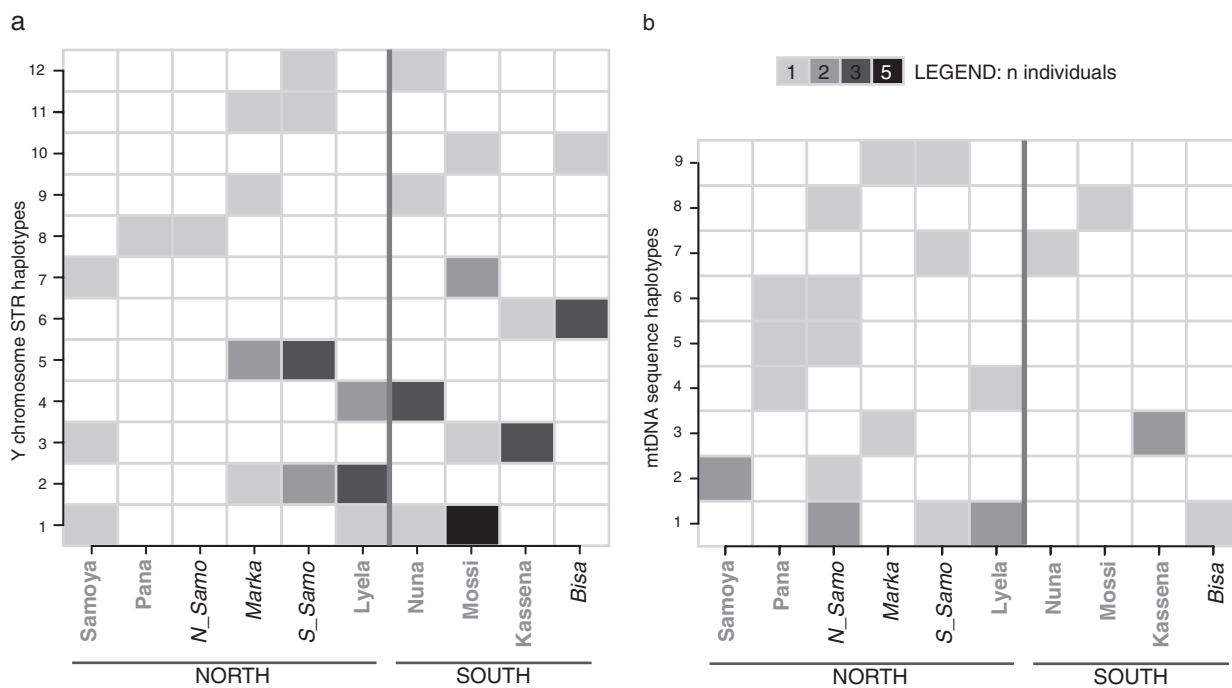 a
Y chromosome STR haplotypes
12
11
10
9
8
7
6
5
4
3
2
1
Samoya
Pana
N_Samo
Marka
S_Samo
Lyela
Nuna
Mossi
Kassena
Bisa
NORTH
SOUTH
b
1 2 3 5 LEGEND: n individuals
mtDNA sequence haplotypes
9
8
7
6
5
4
3
2
1
Samoya
Pana
N_Samo
Marka
S_Samo
Lyela
Nuna
Mossi
Kassena
Bisa
NORTH
SOUTH